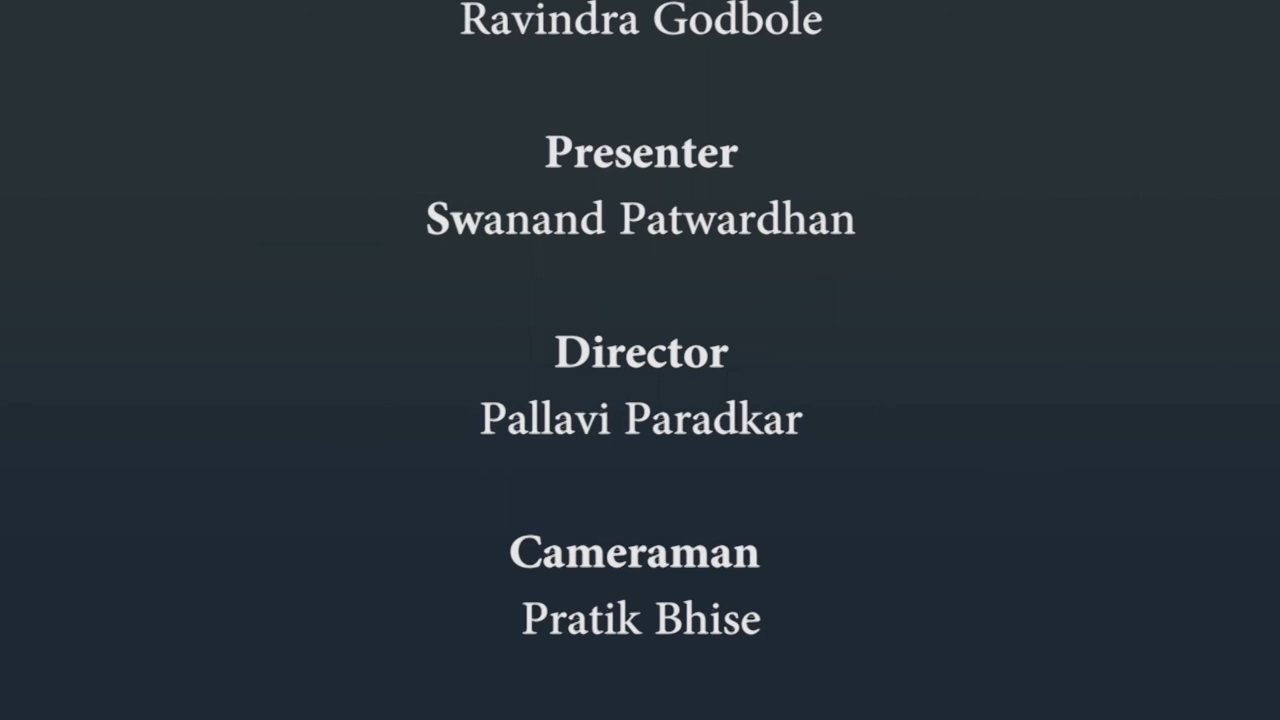 Ravindra Godbole
Presenter
Swanand Patwardhan
Director
Pallavi Paradkar
Cameraman
Pratik Bhise